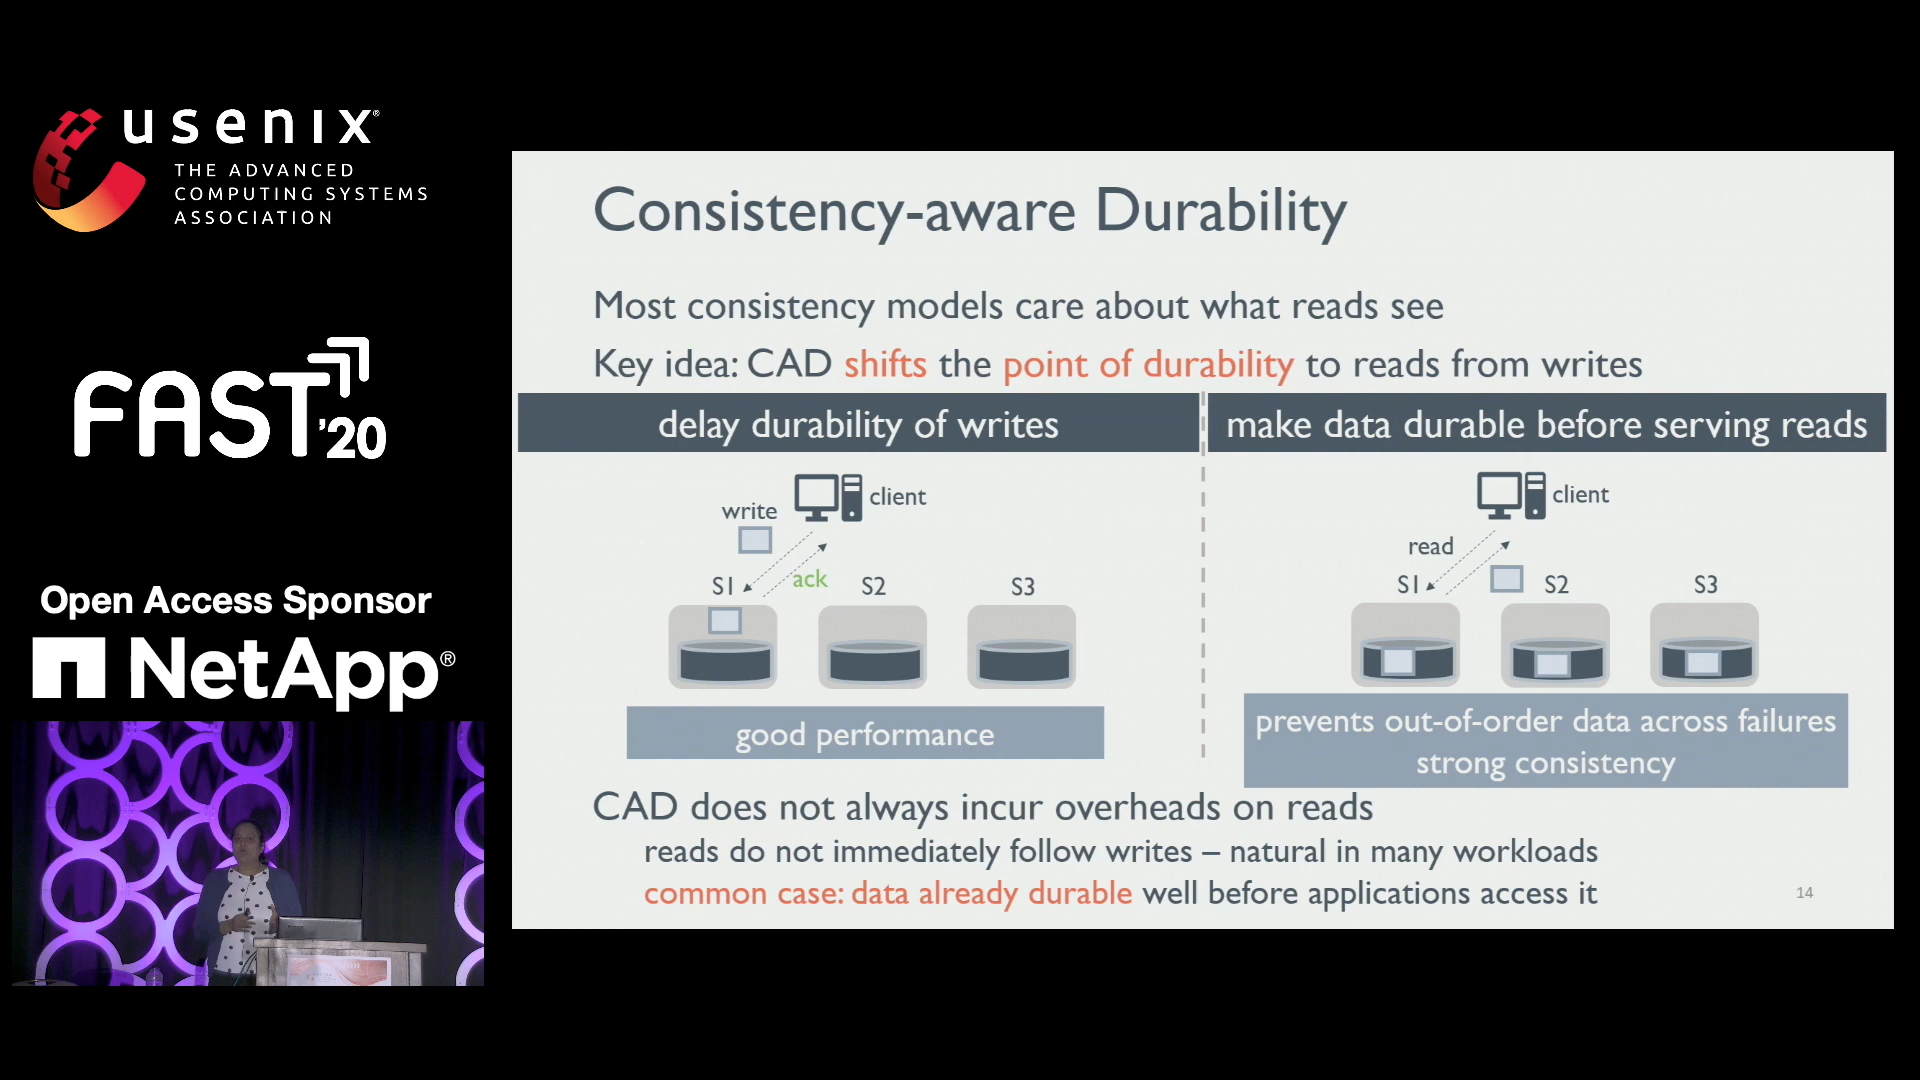 usenix®
THE ADVANCED
COMPUTING SYSTEMS
ASSOCIATION
FAST '20
Open Access Sponsor
NetApp®
Consistency-aware Durability
Most consistency models care about what reads see
Key idea: CAD shifts the point of durability to reads from writes
delay durability of writes
make data durable before serving reads
client
write
ack
S1
S2
S3
good performance
client
read
S1
S2
S3
prevents out-of-order data across failures
strong consistency
CAD does not always incur overheads on reads
reads do not immediately follow writes – natural in many workloads
common case: data already durable well before applications access it
14